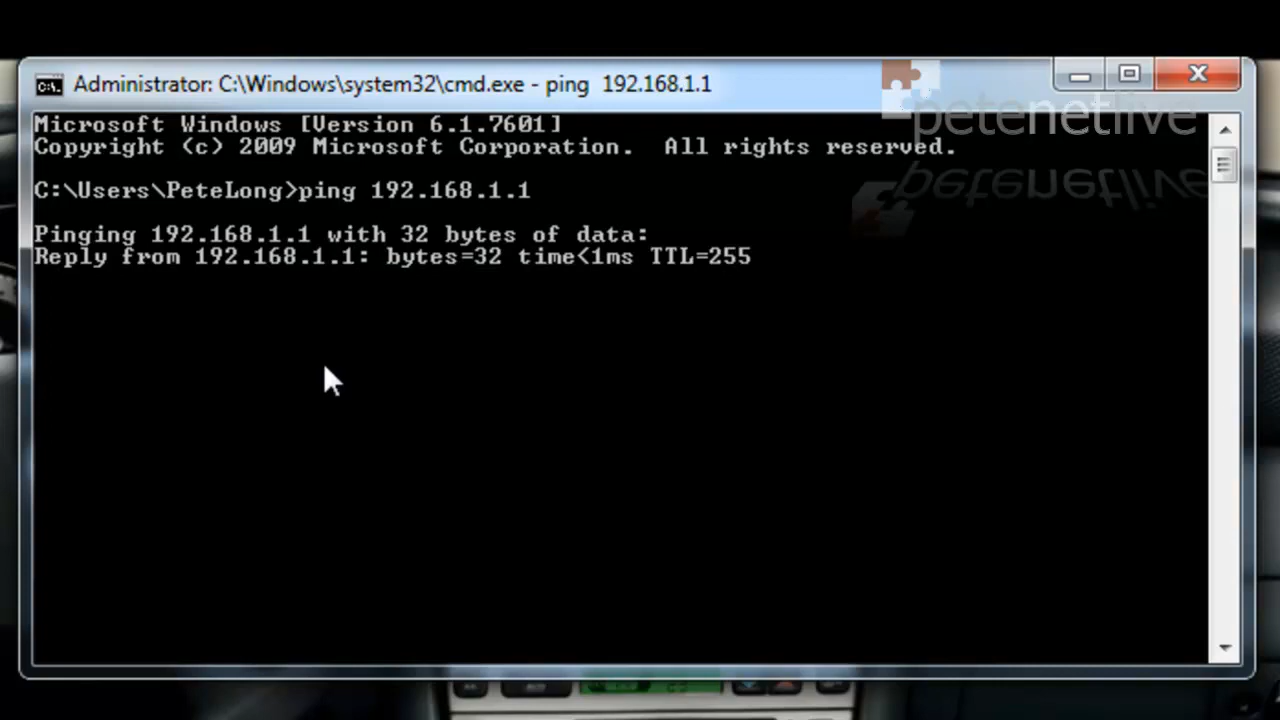 Administrator: C:\Windows\system32\cmd.exe - ping  192.168.1.1
petenetlive
Microsoft Windows [Version 6.1.7601]
Copyright (c) 2009 Microsoft Corporation.  All rights reserved.
C:\Users\PeteLong>ping 192.168.1.1
Pinging 192.168.1.1 with 32 bytes of data:
Reply from 192.168.1.1: bytes=32 time<1ms TTL=255